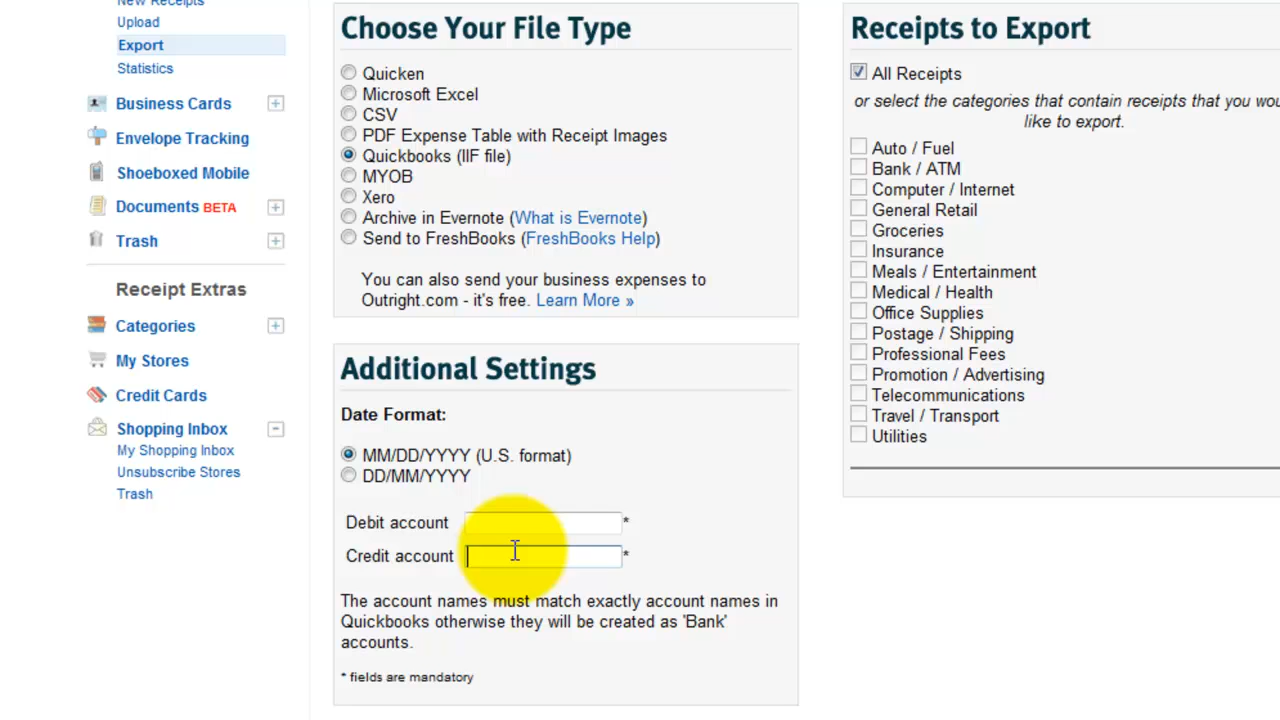 New Receipts
Upload
Export
Statistics
Business Cards
Envelope Tracking
Shoeboxed Mobile
Documents BETA
Trash
Receipt Extras
Categories
My Stores
Credit Cards
Shopping Inbox
My Shopping Inbox
Unsubscribe Stores
Trash
Choose Your File Type
Quicken
Microsoft Excel
CSV
PDF Expense Table with Receipt Images
Quickbooks (IIF file)
MYOB
Xero
Archive in Evernote (What is Evernote)
Send to FreshBooks (FreshBooks Help)
You can also send your business expenses to
Outright.com - it's free. Learn More »
Additional Settings
Date Format:
MM/DD/YYYY (U.S. format)
DD/MM/YYYY
Debit account *
Credit account *
The account names must match exactly account names in
Quickbooks otherwise they will be created as 'Bank'
accounts.
* fields are mandatory
Receipts to Export
All Receipts
or select the categories that contain receipts that you wou
like to export.
Auto / Fuel
Bank / ATM
Computer / Internet
General Retail
Groceries
Insurance
Meals / Entertainment
Medical / Health
Office Supplies
Postage / Shipping
Professional Fees
Promotion / Advertising
Telecommunications
Travel / Transport
Utilities